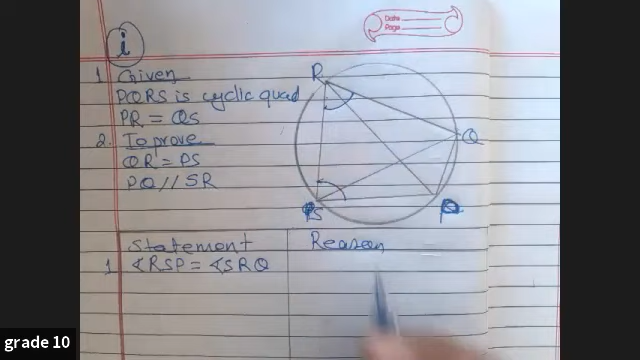 i
Date
Page
1 Given
PQRS is cyclic quad
PR = QS
2. To prove
QR = PS
PQ // SR
R
Q
S
P
Statement
Reason
1 ∢RSP = ∢SRQ
grade 10